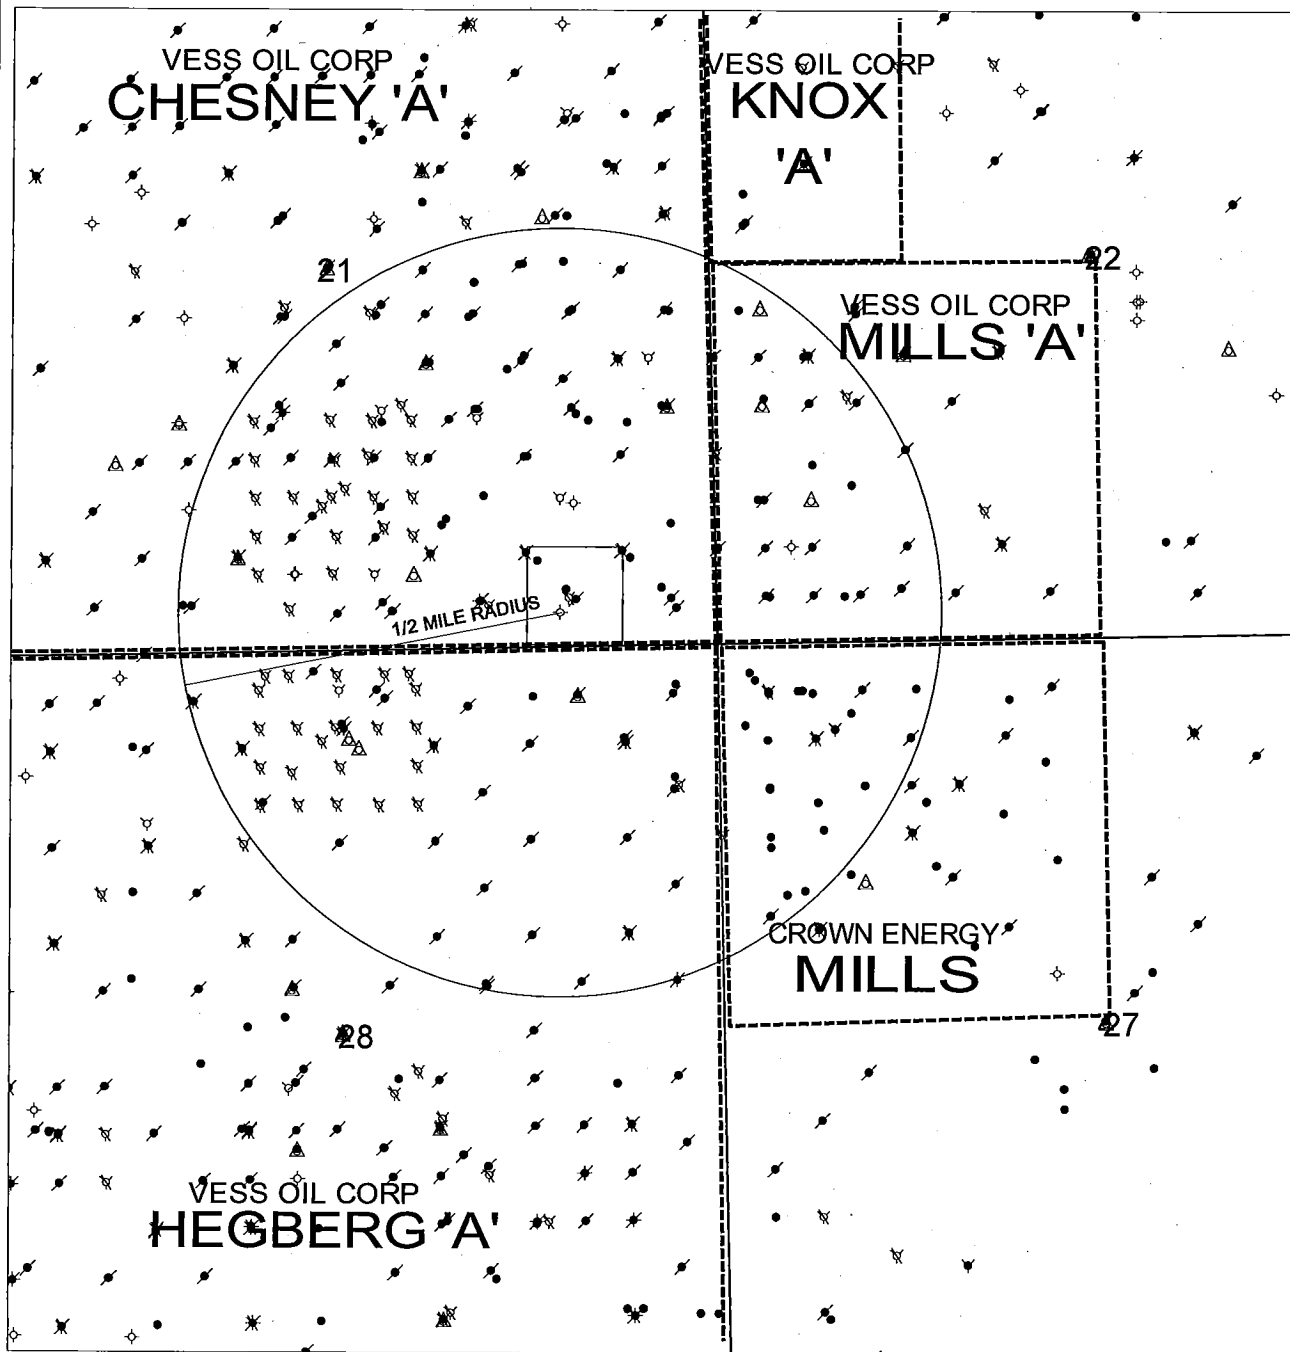 VESS OIL CORP
CHESNEY 'A'
VESS OIL CORP
KNOX
'A'
21
22
VESS OIL CORP
MILLS 'A'
1/2 MILE RADIUS
CROWN ENERGY
MILLS
28
27
VESS OIL CORP
HEGBERG 'A'